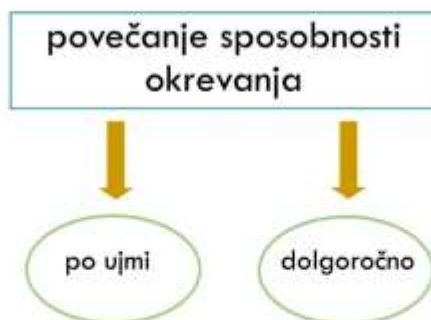 povečanje sposobnosti
okrevanja
po ujmi
dolgoročno